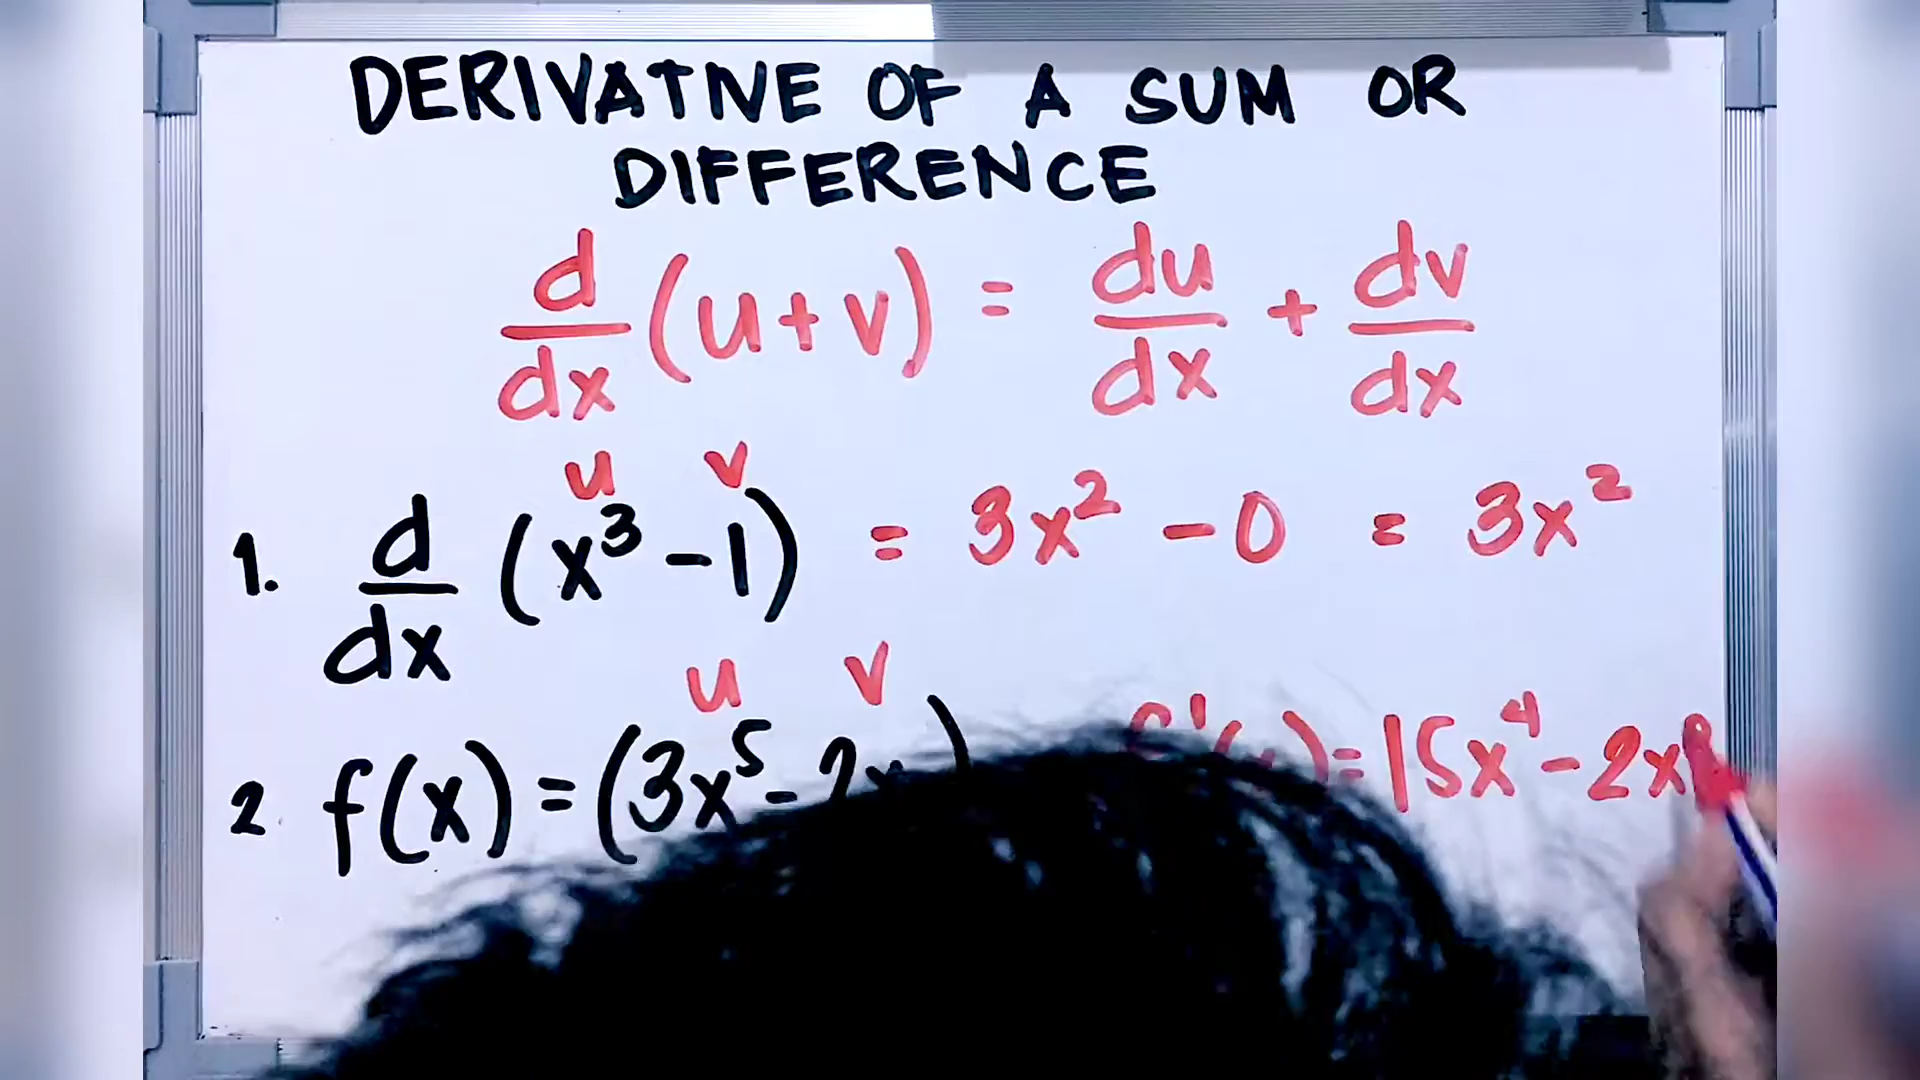 DERIVATIVE OF A SUM OR
DIFFERENCE
d/dx (u+v) = du/dx + dv/dx
u v
1. d/dx (x³ - 1) = 3x² - 0 = 3x²
u v
2. f(x) = (3x⁵ - 2x) f'(x) = 15x⁴ - 2x⁰